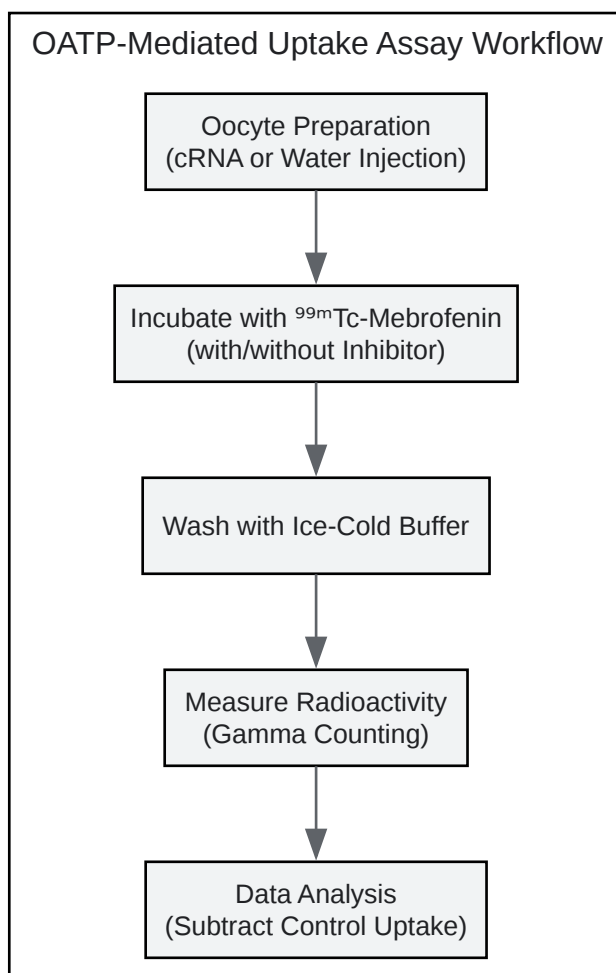 OATP-Mediated Uptake Assay Workflow
Oocyte Preparation
(cRNA or Water Injection)
Incubate with ⁹⁹ᵐTc-Mebrofenin
(with/without Inhibitor)
Wash with Ice-Cold Buffer
Measure Radioactivity
(Gamma Counting)
Data Analysis
(Subtract Control Uptake)